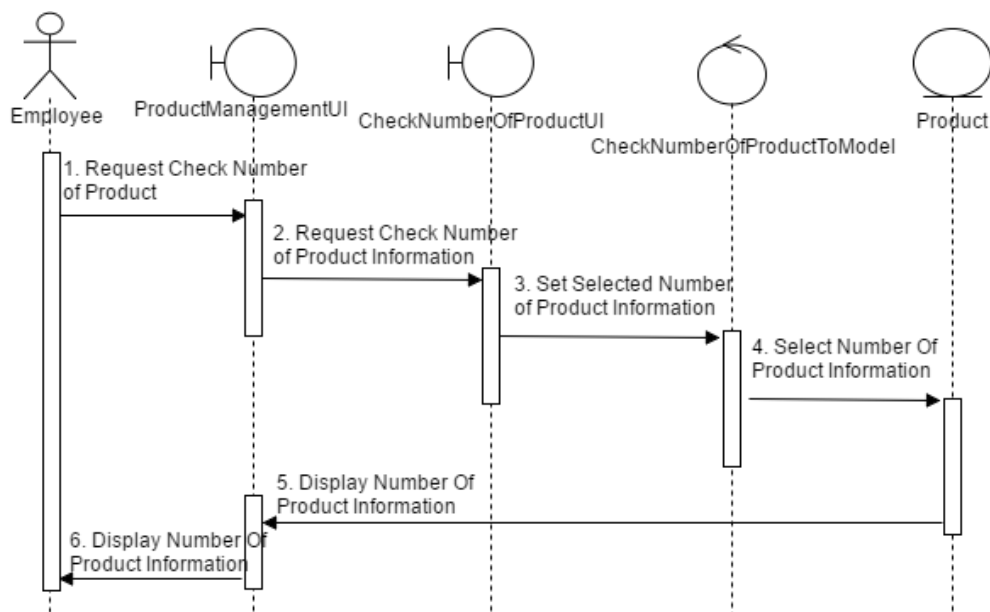 Employee
ProductManagementUI
CheckNumberOfProductUI
CheckNumberOfProductToModel
Product
1. Request Check Number
of Product
2. Request Check Number
of Product Information
3. Set Selected Number
of Product Information
4. Select Number Of
Product Information
5. Display Number Of
Product Information
6. Display Number Of
Product Information